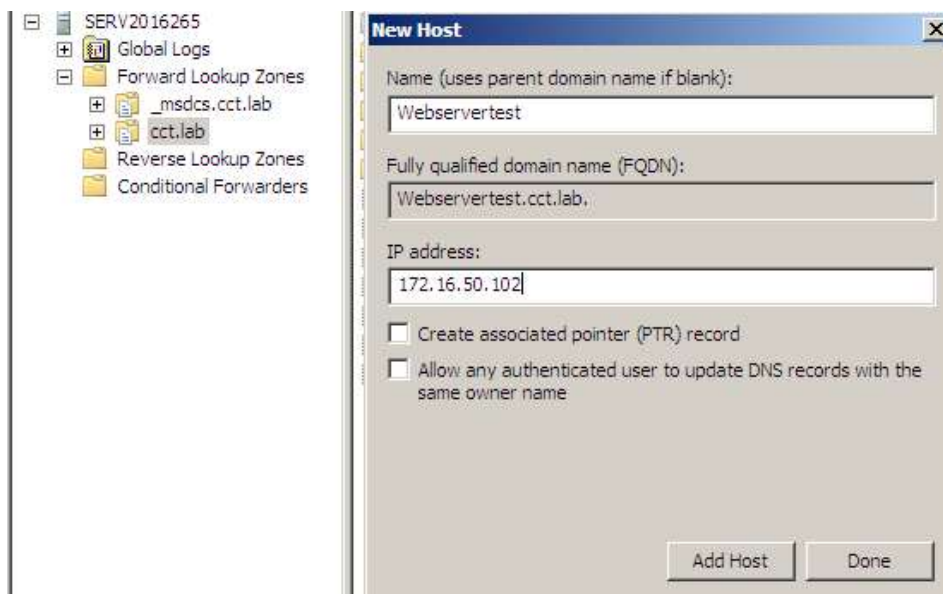 SERV2016265
Global Logs
Forward Lookup Zones
_msdcs.cct.lab
cct.lab
Reverse Lookup Zones
Conditional Forwarders
New Host
Name (uses parent domain name if blank):
Webservertest
Fully qualified domain name (FQDN):
Webservertest.cct.lab.
IP address:
172.16.50.102
Create associated pointer (PTR) record
Allow any authenticated user to update DNS records with the
same owner name
Add Host
Done